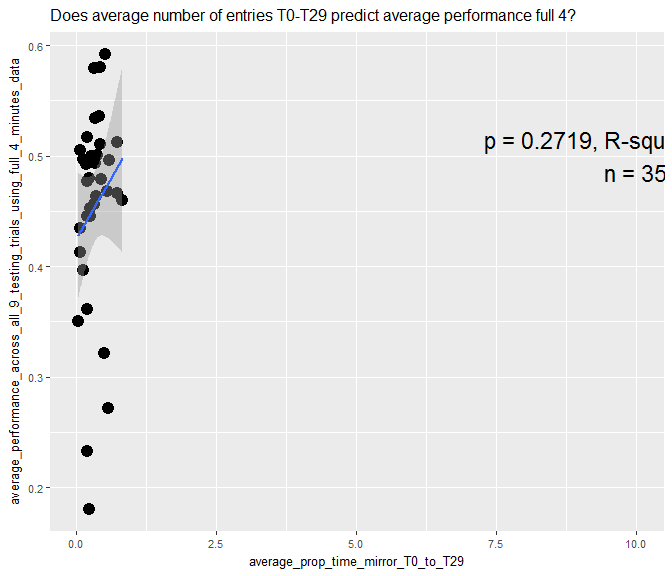 Does average number of entries T0-T29 predict average performance full 4?
average_performance_across_all_9_testing_trials_using_full_4_minutes_data
0.6
0.5
0.4
0.3
0.2
p = 0.2719, R-squ
n = 35
0.0
2.5
5.0
7.5
10.0
average_prop_time_mirror_T0_to_T29